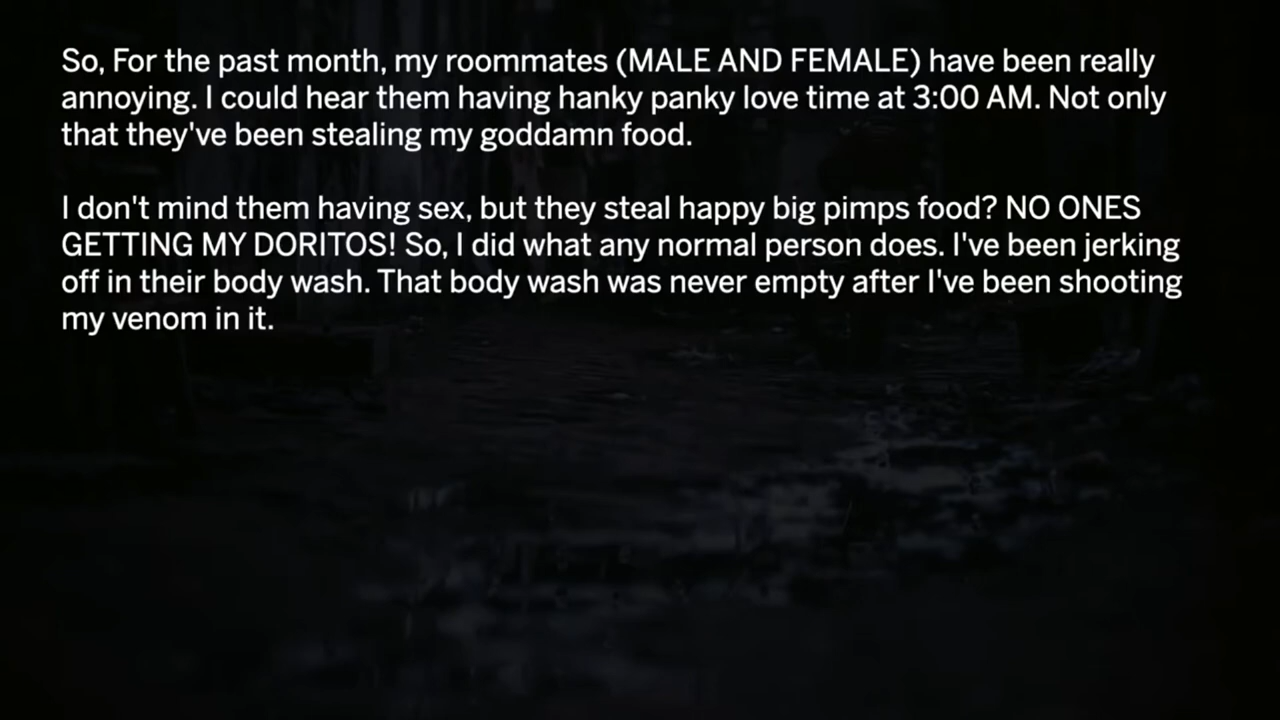 So, For the past month, my roommates (MALE AND FEMALE) have been really
annoying. I could hear them having hanky panky love time at 3:00 AM. Not only
that they've been stealing my goddamn food.
I don't mind them having sex, but they steal happy big pimps food? NO ONES
GETTING MY DORITOS! So, I did what any normal person does. I've been jerking
off in their body wash. That body wash was never empty after I've been shooting
my venom in it.